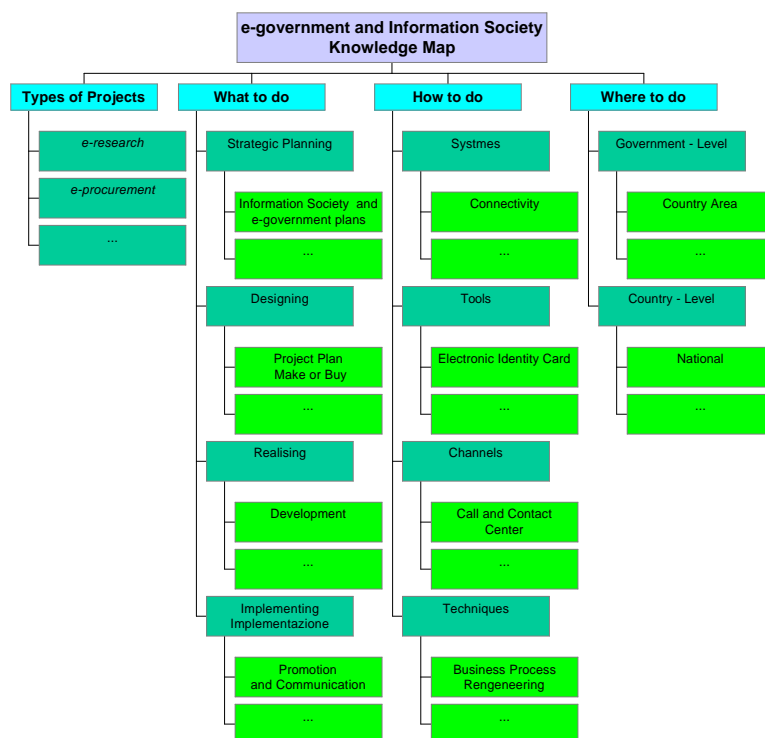 e-government and Information Society
Knowledge Map
Types of Projects
e-research
e-procurement
...
What to do
Strategic Planning
Information Society and
e-government plans
...
Designing
Project Plan
Make or Buy
...
Realising
Development
...
Implementing
Implementazione
Promotion
and Communication
...
How to do
Systmes
Connectivity
...
Tools
Electronic Identity Card
...
Channels
Call and Contact
Center
...
Techniques
Business Process
Rengeneering
...
Where to do
Government - Level
Country Area
...
Country - Level
National
...